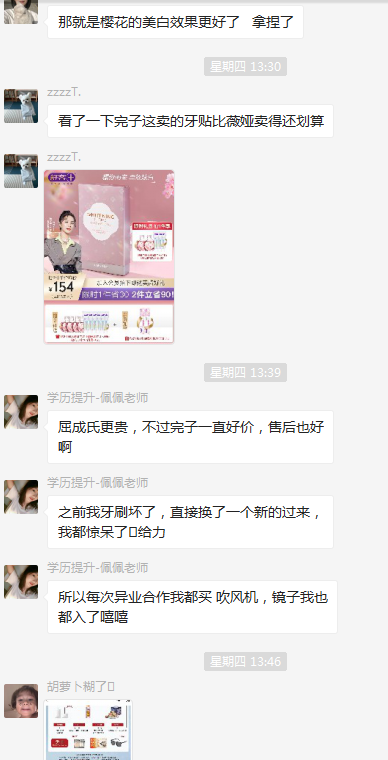 那就是樱花的美白效果更好了  拿捏了
星期四 13:30
zzzzT.
看了一下完子这卖的牙贴比薇娅卖得还划算
zzzzT.
¥154
2件立省90
星期四 13:39
学历提升-佩佩老师
屈成氏更贵，不过完子一直好价，售后也好
啊
学历提升-佩佩老师
之前我牙刷坏了，直接换了一个新的过来，
我都惊呆了给力
学历提升-佩佩老师
所以每次异业合作我都买 吹风机，镜子我也
都入了嘻嘻
星期四 13:46
胡萝卜糊了